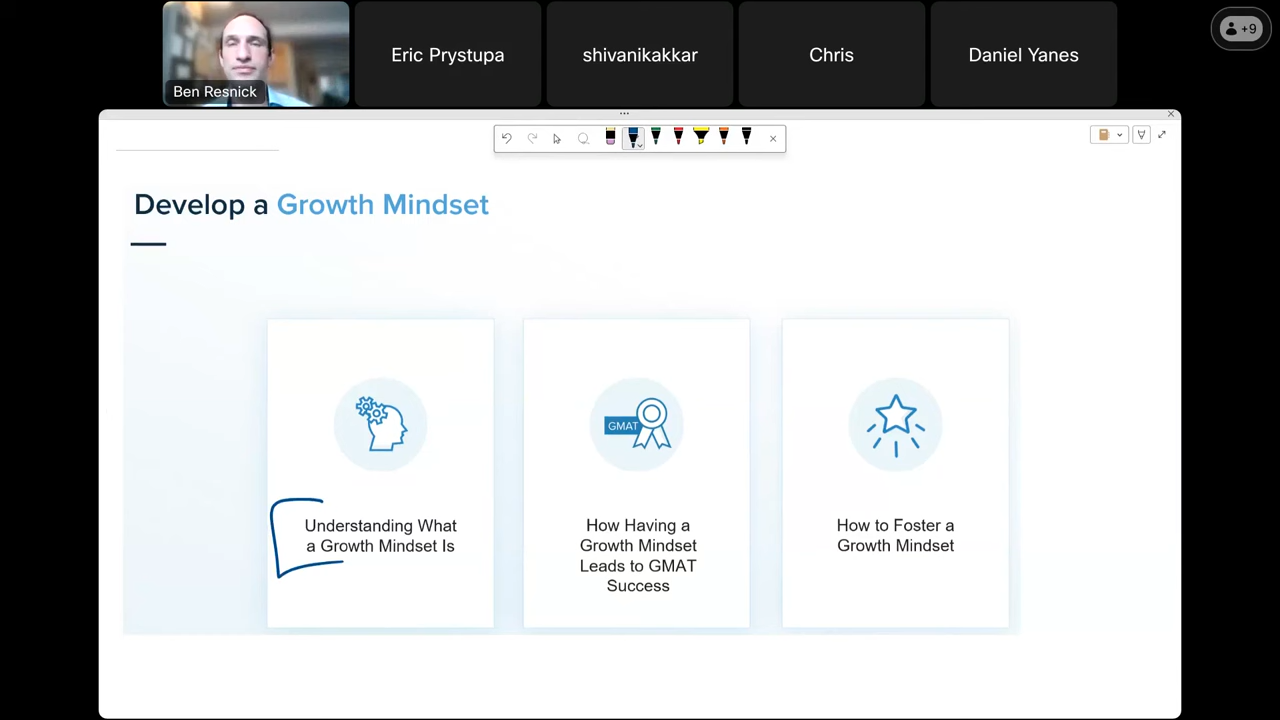 Ben Resnick
Eric Prystupa
shivanikakkar
Chris
Daniel Yanes
+9
Develop a Growth Mindset
GMAT
Understanding What
a Growth Mindset Is
How Having a
Growth Mindset
Leads to GMAT
Success
How to Foster a
Growth Mindset